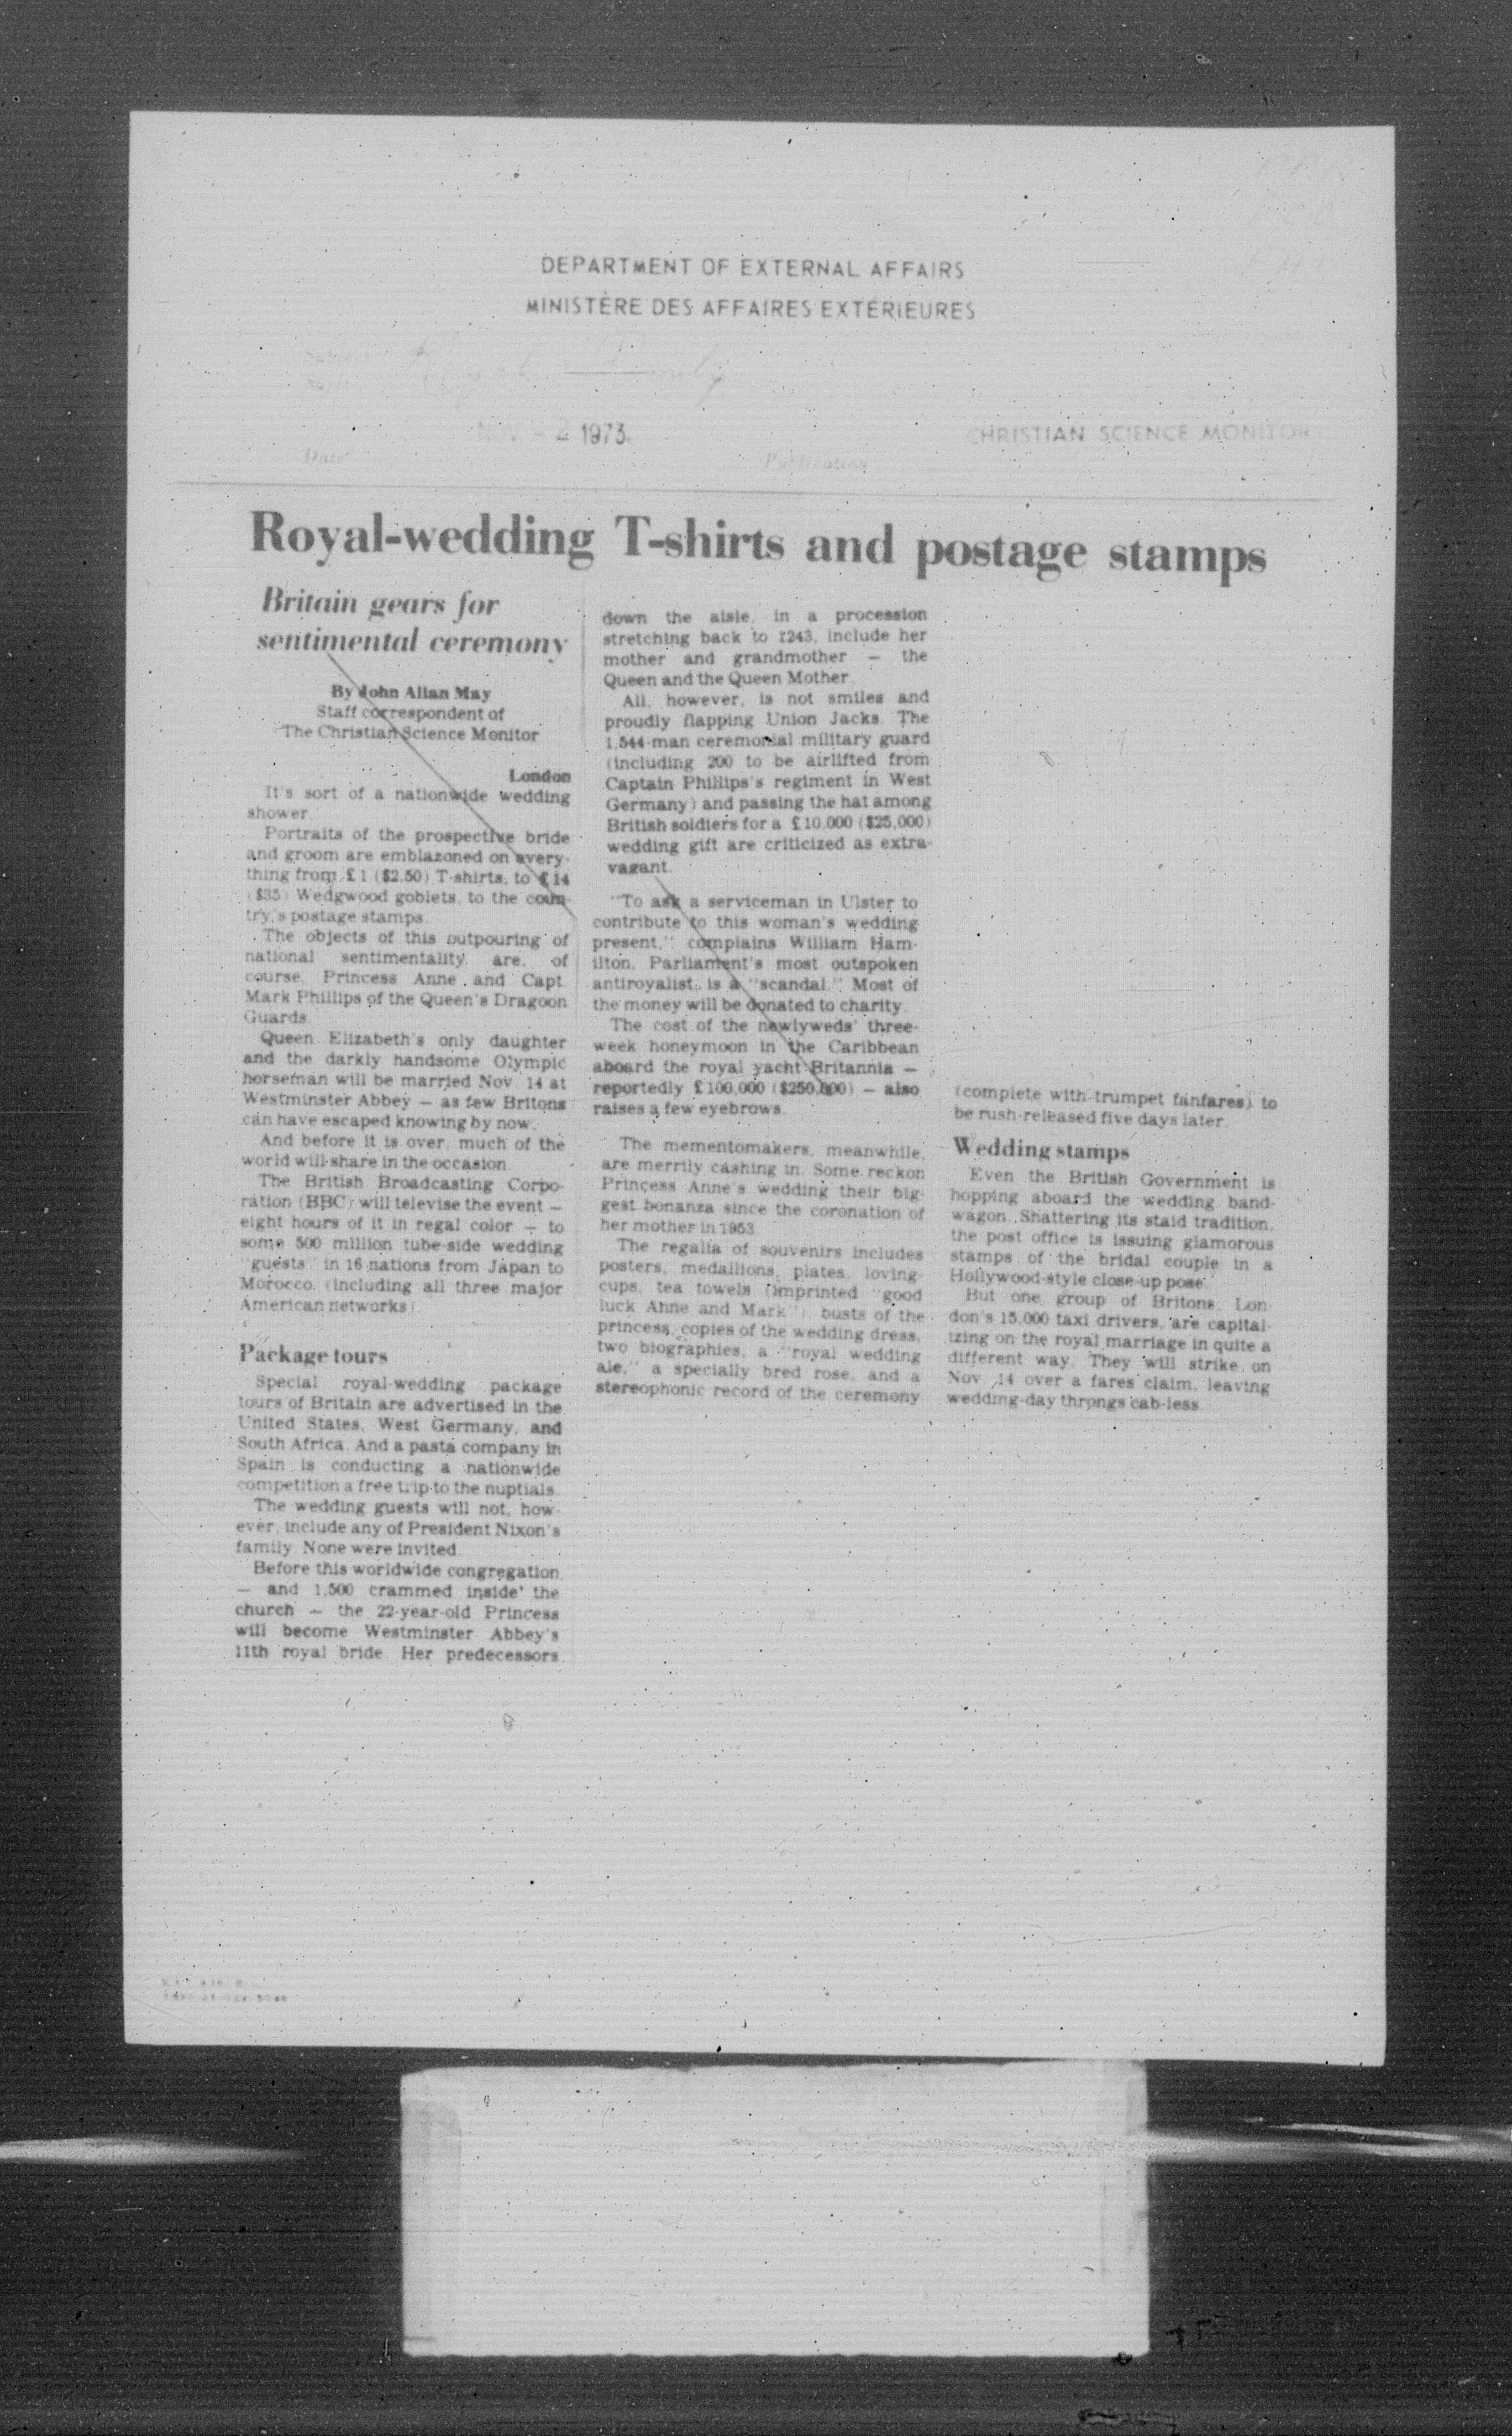 DEPARTMENT OF EXTERNAL AFFAIRS
MINISTÈRE DES AFFAIRES EXTÉRIEURES
Subject
Sujet
Royal Family
NOV - 2 1973
CHRISTIAN SCIENCE MONITOR
Date
Publication
Royal-wedding T-shirts and postage stamps
Britain gears for
sentimental ceremony
By John Allan May
Staff correspondent of
The Christian Science Monitor
London
It's sort of a nationwide wedding
shower.
Portraits of the prospective bride
and groom are emblazoned on every-
thing from £1 ($2.50) T-shirts, to £14
($35) Wedgwood goblets, to the coun-
try's postage stamps.
The objects of this outpouring of
national sentimentality are, of
course, Princess Anne and Capt.
Mark Phillips of the Queen's Dragoon
Guards.
Queen Elizabeth's only daughter
and the darkly handsome Olympic
horseman will be married Nov. 14 at
Westminster Abbey — as few Britons
can have escaped knowing by now.
And before it is over, much of the
world will share in the occasion.
The British Broadcasting Corpo-
ration (BBC) will televise the event —
eight hours of it in regal color — to
some 500 million tube-side wedding
"guests" in 16 nations from Japan to
Morocco. (including all three major
American networks).
Package tours
Special royal-wedding package
tours of Britain are advertised in the
United States, West Germany, and
South Africa. And a pasta company in
Spain is conducting a nationwide
competition a free trip to the nuptials.
The wedding guests will not, how-
ever, include any of President Nixon's
family. None were invited.
Before this worldwide congregation
— and 1,500 crammed inside the
church — the 22-year-old Princess
will become Westminster Abbey's
11th royal bride. Her predecessors
down the aisle, in a procession
stretching back to 1243, include her
mother and grandmother — the
Queen and the Queen Mother.
All, however, is not smiles and
proudly flapping Union Jacks. The
1,544-man ceremonial military guard
(including 200 to be airlifted from
Captain Phillips's regiment in West
Germany) and passing the hat among
British soldiers for a £10,000 ($25,000)
wedding gift are criticized as extra-
vagant.
"To ask a serviceman in Ulster to
contribute to this woman's wedding
present," complains William Ham-
ilton, Parliament's most outspoken
antiroyalist, is a "scandal." Most of
the money will be donated to charity.
The cost of the newlyweds' three-
week honeymoon in the Caribbean
aboard the royal yacht Britannia —
reportedly £100,000 ($250,000) — also
raises a few eyebrows.
The mementomakers, meanwhile,
are merrily cashing in. Some reckon
Princess Anne's wedding their big-
gest bonanza since the coronation of
her mother in 1953.
The regalia of souvenirs includes
posters, medallions, plates, loving-
cups, tea towels (imprinted "good
luck Anne and Mark"), busts of the
princess, copies of the wedding dress,
two biographies, a "royal wedding
ale," a specially bred rose, and a
stereophonic record of the ceremony
(complete with trumpet fanfares) to
be rush-released five days later.
Wedding stamps
Even the British Government is
hopping aboard the wedding band-
wagon. Shattering its staid tradition,
the post office is issuing glamorous
stamps of the bridal couple in a
Hollywood-style close-up pose.
But one group of Britons, Lon-
don's 15,000 taxi drivers, are capital-
izing on the royal marriage in quite a
different way. They will strike on
Nov. 14 over a fares claim, leaving
wedding-day throngs cab-less.